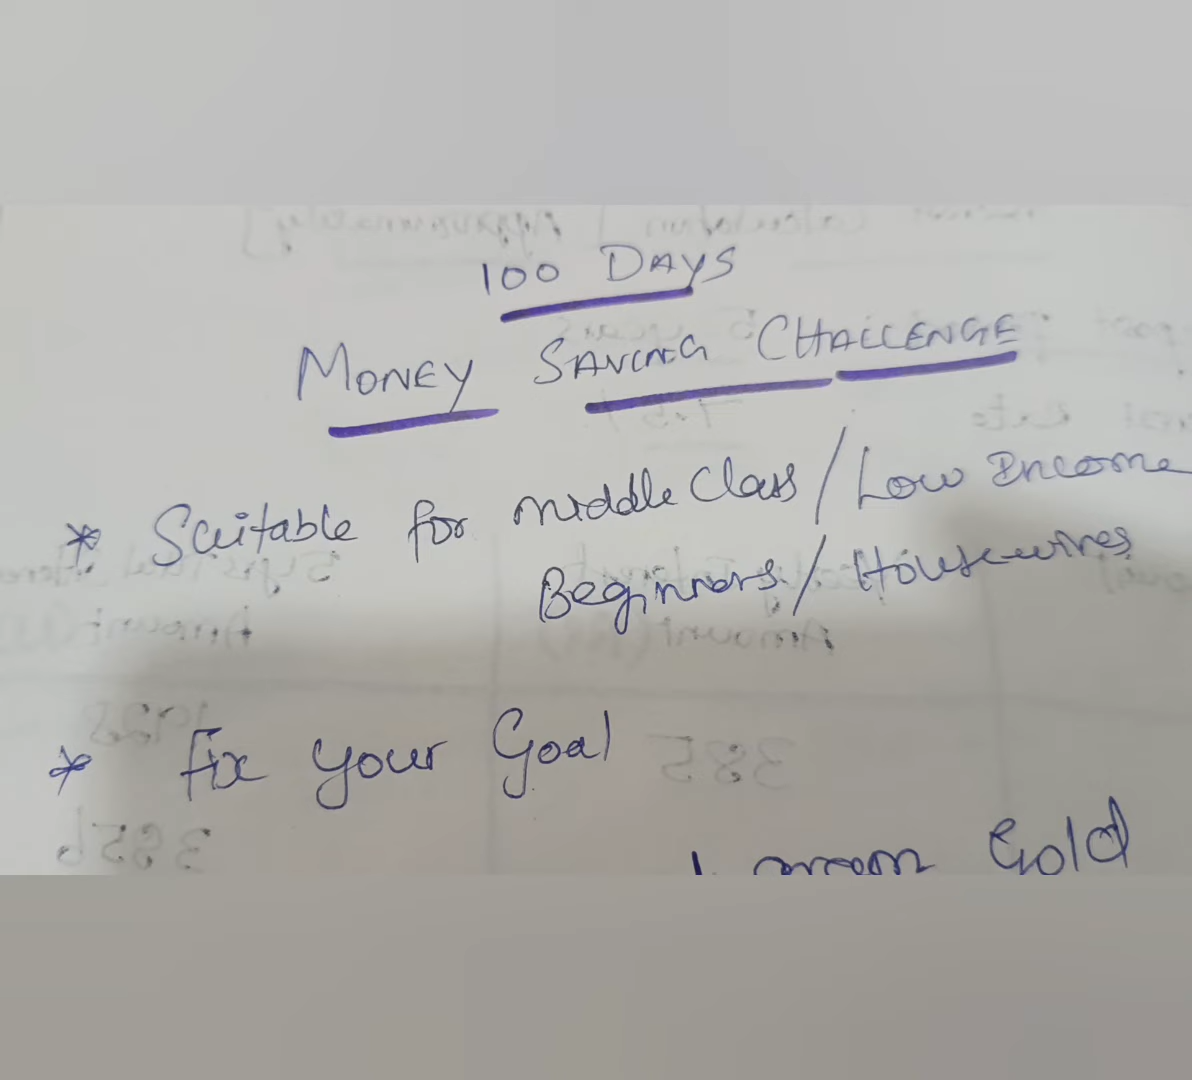 100 DAYS
MONEY SAVING CHALLENGE
* Suitable for middle class / Low Income
Beginners / Housewives
* Fix your Goal
Gold